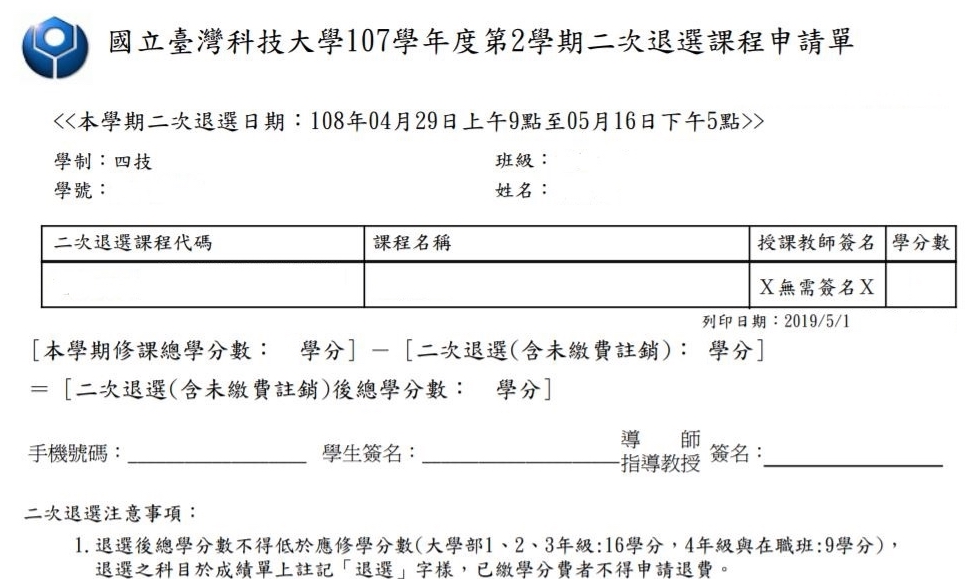 國立臺灣科技大學107學年度第2學期二次退選課程申請單
<<本學期二次退選日期：108年04月29日上午9點至05月16日下午5點>>
學制：四技 班級：
學號： 姓名：
二次退選課程代碼 課程名稱 授課教師簽名 學分數
X無需簽名X
列印日期：2019/5/1
[本學期修課總學分數： 學分] － [二次退選(含未繳費註銷)： 學分]
＝ [二次退選(含未繳費註銷)後總學分數： 學分]
手機號碼：__________ 學生簽名：__________ 導 師 簽名：__________
指導教授
二次退選注意事項：
1. 退選後總學分數不得低於應修學分數(大學部1、2、3年級:16學分，4年級與在職班:9學分)，
退選之科目於成績單上註記「退選」字樣，已繳學分費者不得申請退費。